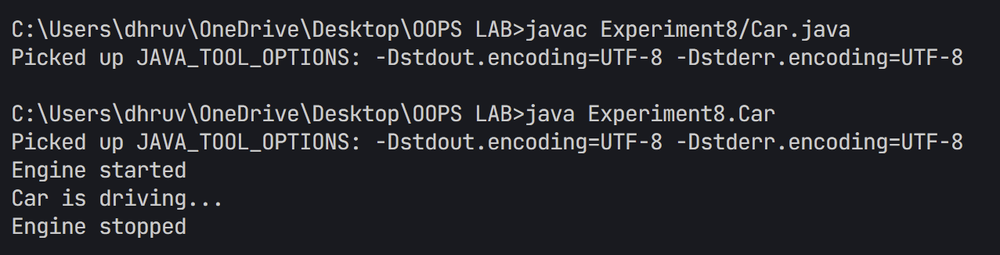 C:\Users\dhruv\OneDrive\Desktop\OOPS LAB>javac Experiment8/Car.java
Picked up JAVA_TOOL_OPTIONS: -Dstdout.encoding=UTF-8 -Dstderr.encoding=UTF-8
C:\Users\dhruv\OneDrive\Desktop\OOPS LAB>java Experiment8.Car
Picked up JAVA_TOOL_OPTIONS: -Dstdout.encoding=UTF-8 -Dstderr.encoding=UTF-8
Engine started
Car is driving...
Engine stopped